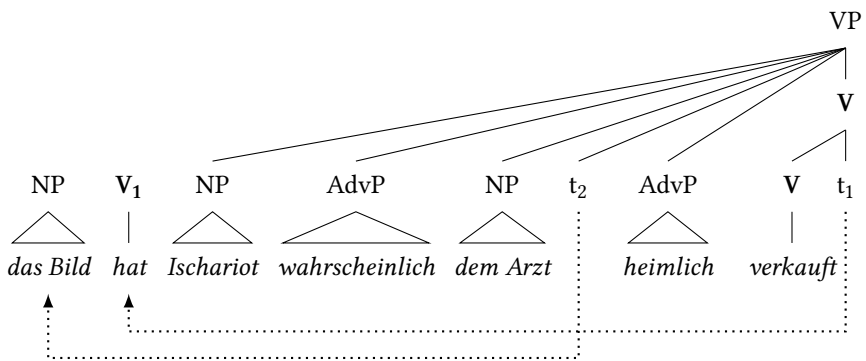 VP
V
NP V₁ NP AdvP NP t₂ AdvP V t₁
das Bild hat Ischariot wahrscheinlich dem Arzt heimlich verkauft